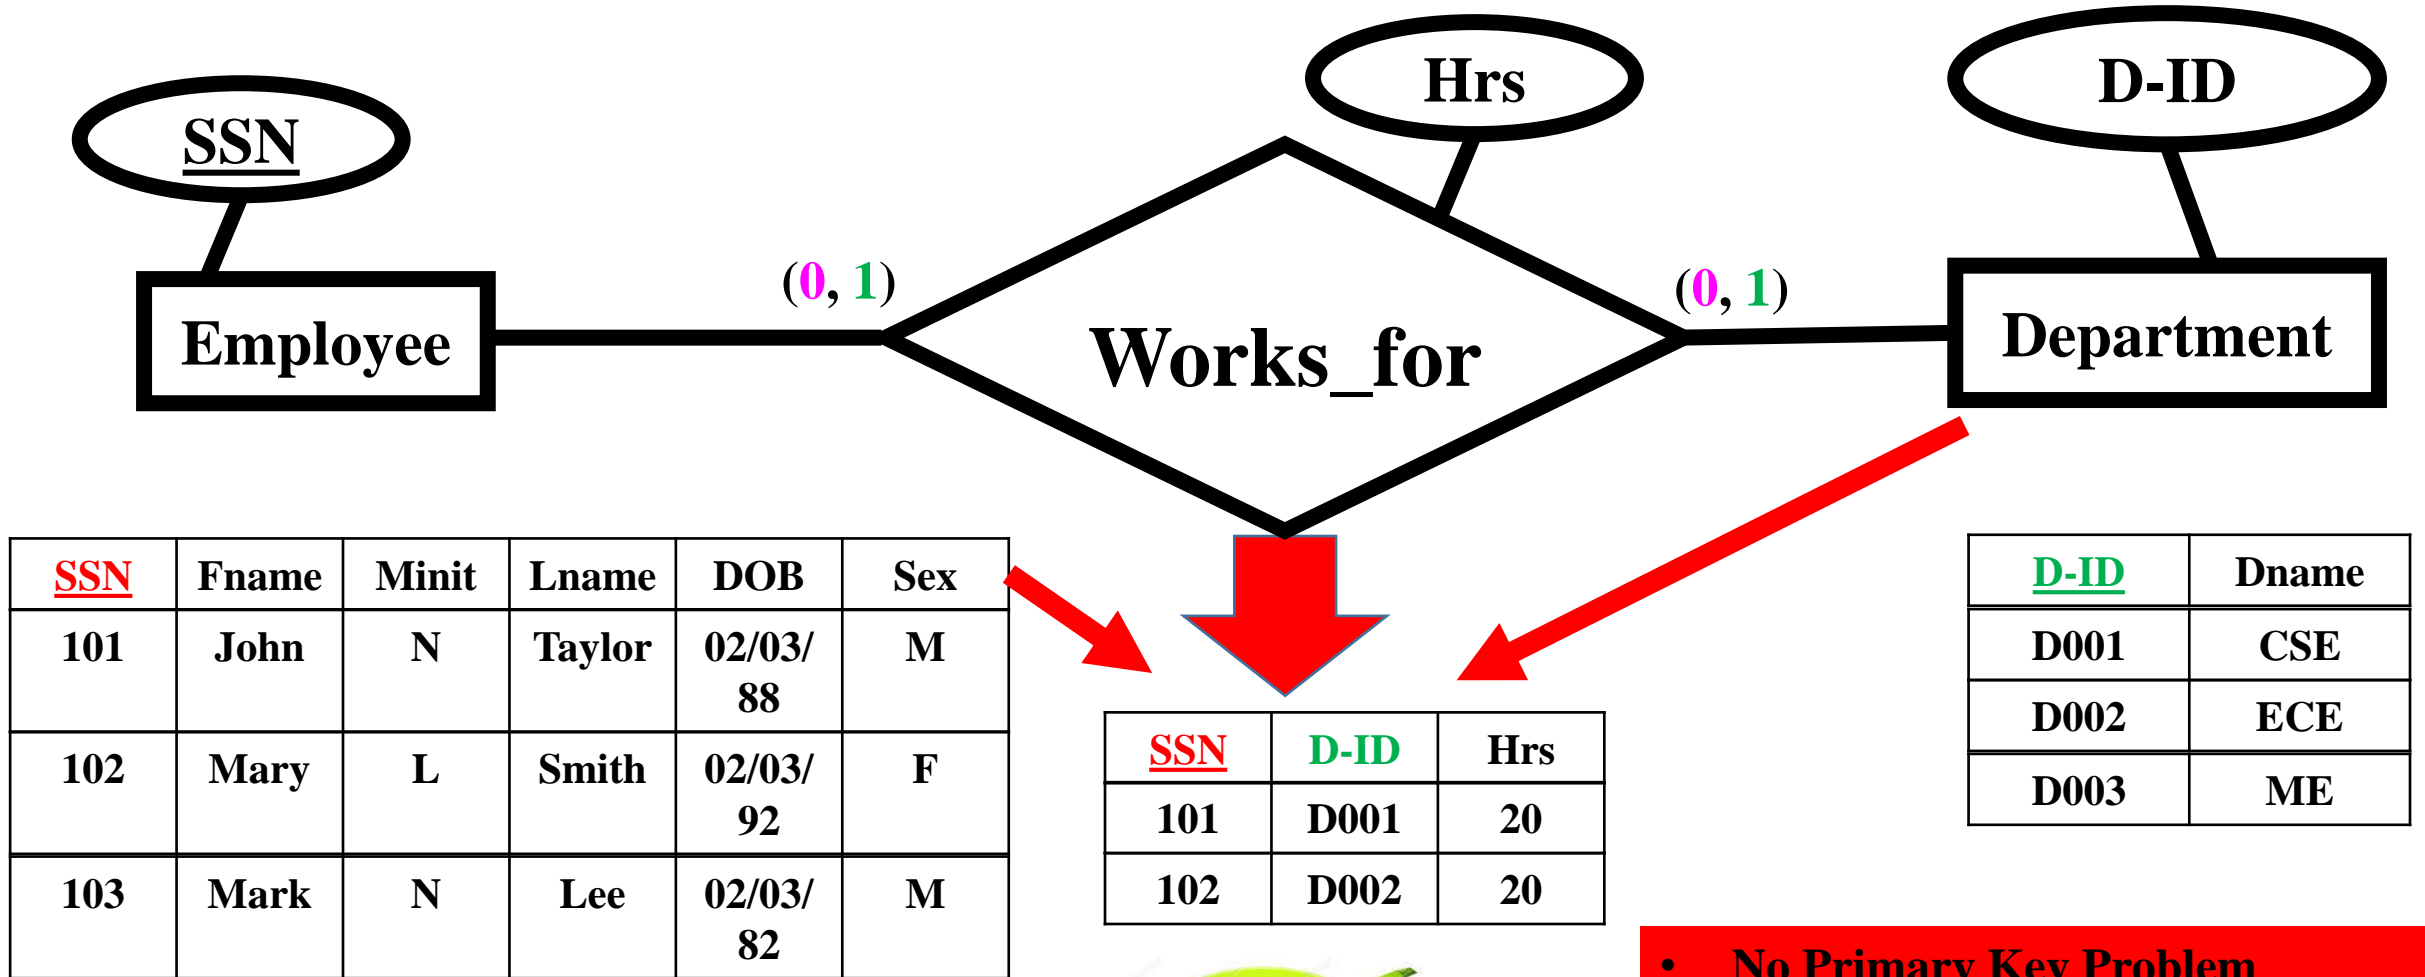 Hrs
D-ID
SSN
(0, 1)
(0, 1)
Employee
Works_for
Department
SSN Fname Minit Lname DOB Sex
101 John N Taylor 02/03/
88 M
102 Mary L Smith 02/03/
92 F
103 Mark N Lee 02/03/
82 M
SSN D-ID Hrs
101 D001 20
102 D002 20
D-ID Dname
D001 CSE
D002 ECE
D003 ME
• No Primary Key Problem